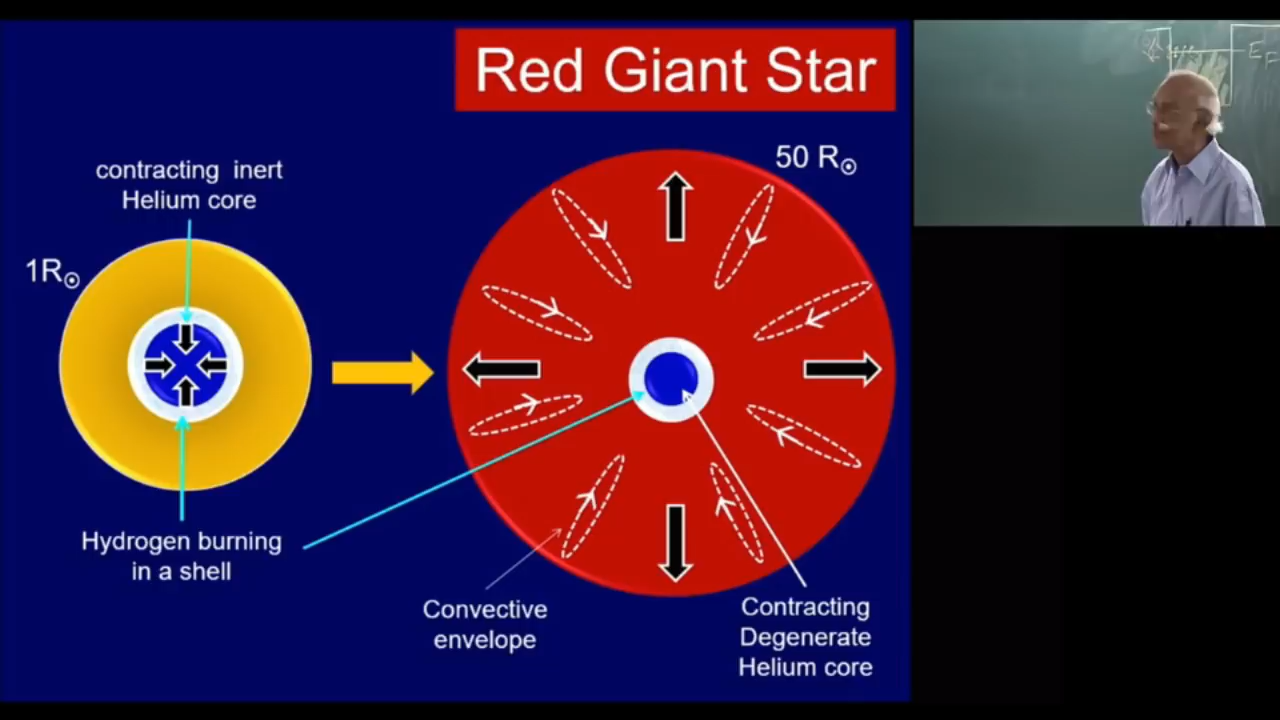 Red Giant Star
contracting inert
Helium core
1R☉
50 R☉
Hydrogen burning
in a shell
Convective
envelope
Contracting
Degenerate
Helium core
E_F